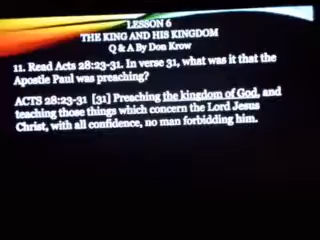 LESSON 6
THE KING AND HIS KINGDOM
Q & A By Don Krow
11. Read Acts 28:23-31. In verse 31, what was it that the
Apostle Paul was preaching?
ACTS 28:23-31 [31] Preaching the kingdom of God, and
teaching those things which concern the Lord Jesus
Christ, with all confidence, no man forbidding him.